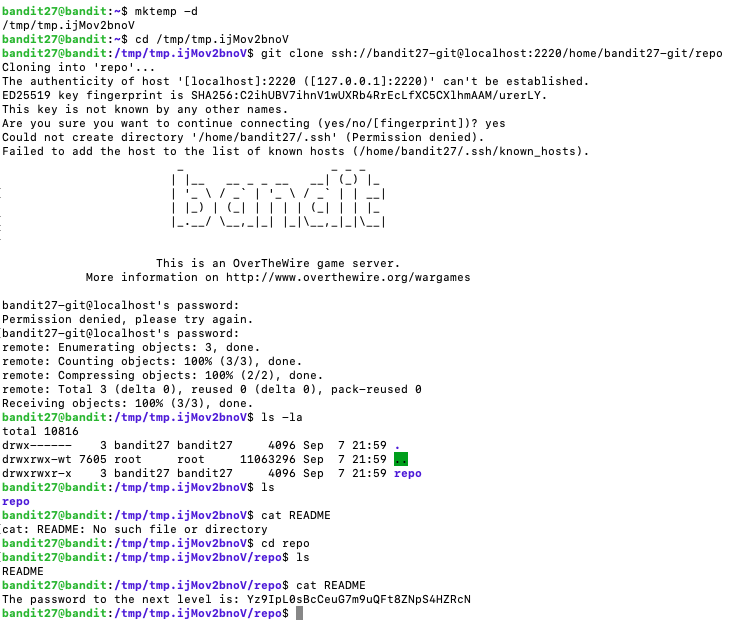 bandit27@bandit:~$ mktemp -d
/tmp/tmp.ijMov2bnoV
bandit27@bandit:~$ cd /tmp/tmp.ijMov2bnoV
bandit27@bandit:/tmp/tmp.ijMov2bnoV$ git clone ssh://bandit27-git@localhost:2220/home/bandit27-git/repo
Cloning into 'repo'...
The authenticity of host '[localhost]:2220 ([127.0.0.1]:2220)' can't be established.
ED25519 key fingerprint is SHA256:C2ihUBV7ihnV1wUXRb4RrEcLfXC5CXlhmAAM/urerLY.
This key is not known by any other names.
Are you sure you want to continue connecting (yes/no/[fingerprint])? yes
Could not create directory '/home/bandit27/.ssh' (Permission denied).
Failed to add the host to the list of known hosts (/home/bandit27/.ssh/known_hosts).
                         _                     _ _ _
                        | |__   __ _ _ __   __| (_) |_
                        | '_ \ / _` | '_ \ / _` | | __|
                        | |_) | (_| | | | | (_| | | |_
                        |_.__/ \__,_|_| |_|\__,_|_|\__|
                      This is an OverTheWire game server.
            More information on http://www.overthewire.org/wargames
bandit27-git@localhost's password:
Permission denied, please try again.
bandit27-git@localhost's password:
remote: Enumerating objects: 3, done.
remote: Counting objects: 100% (3/3), done.
remote: Compressing objects: 100% (2/2), done.
remote: Total 3 (delta 0), reused 0 (delta 0), pack-reused 0
Receiving objects: 100% (3/3), done.
bandit27@bandit:/tmp/tmp.ijMov2bnoV$ ls -la
total 10816
drwx------    3 bandit27 bandit27     4096 Sep  7 21:59 .
drwxrwx-wt 7605 root     root     11063296 Sep  7 21:59 ..
drwxrwxr-x    3 bandit27 bandit27     4096 Sep  7 21:59 repo
bandit27@bandit:/tmp/tmp.ijMov2bnoV$ ls
repo
bandit27@bandit:/tmp/tmp.ijMov2bnoV$ cat README
cat: README: No such file or directory
bandit27@bandit:/tmp/tmp.ijMov2bnoV$ cd repo
bandit27@bandit:/tmp/tmp.ijMov2bnoV/repo$ ls
README
bandit27@bandit:/tmp/tmp.ijMov2bnoV/repo$ cat README
The password to the next level is: Yz9IpL0sBcCeuG7m9uQFt8ZNpS4HZRcN
bandit27@bandit:/tmp/tmp.ijMov2bnoV/repo$